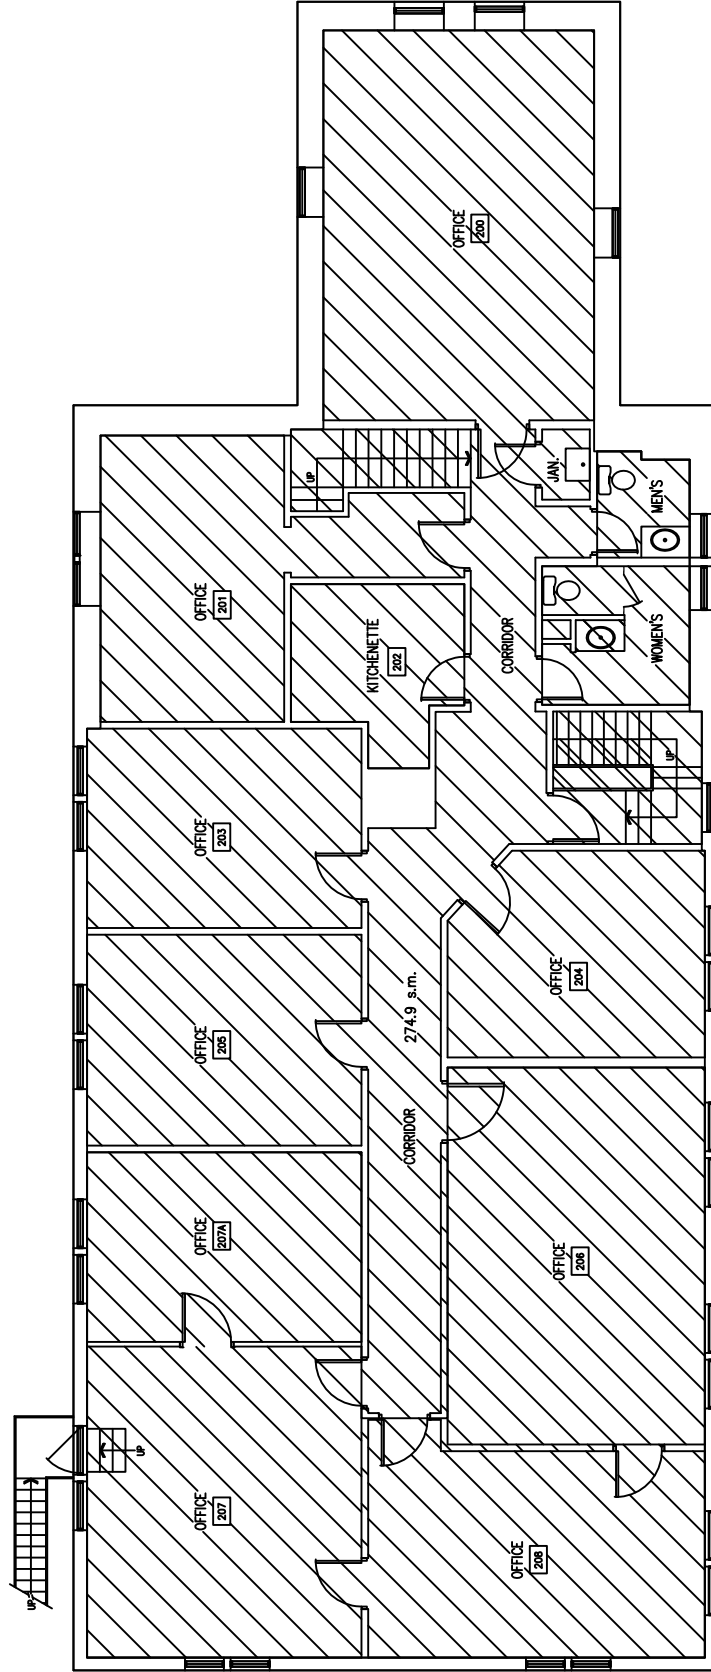 OFFICE
200
UP
JAN.
MEN'S
OFFICE
201
KITCHENETTE
202
CORRIDOR
WOMEN'S
UP
OFFICE
203
OFFICE
204
OFFICE
205
274.9 s.m.
CORRIDOR
OFFICE
207A
OFFICE
206
UP
OFFICE
207
OFFICE
208
UP